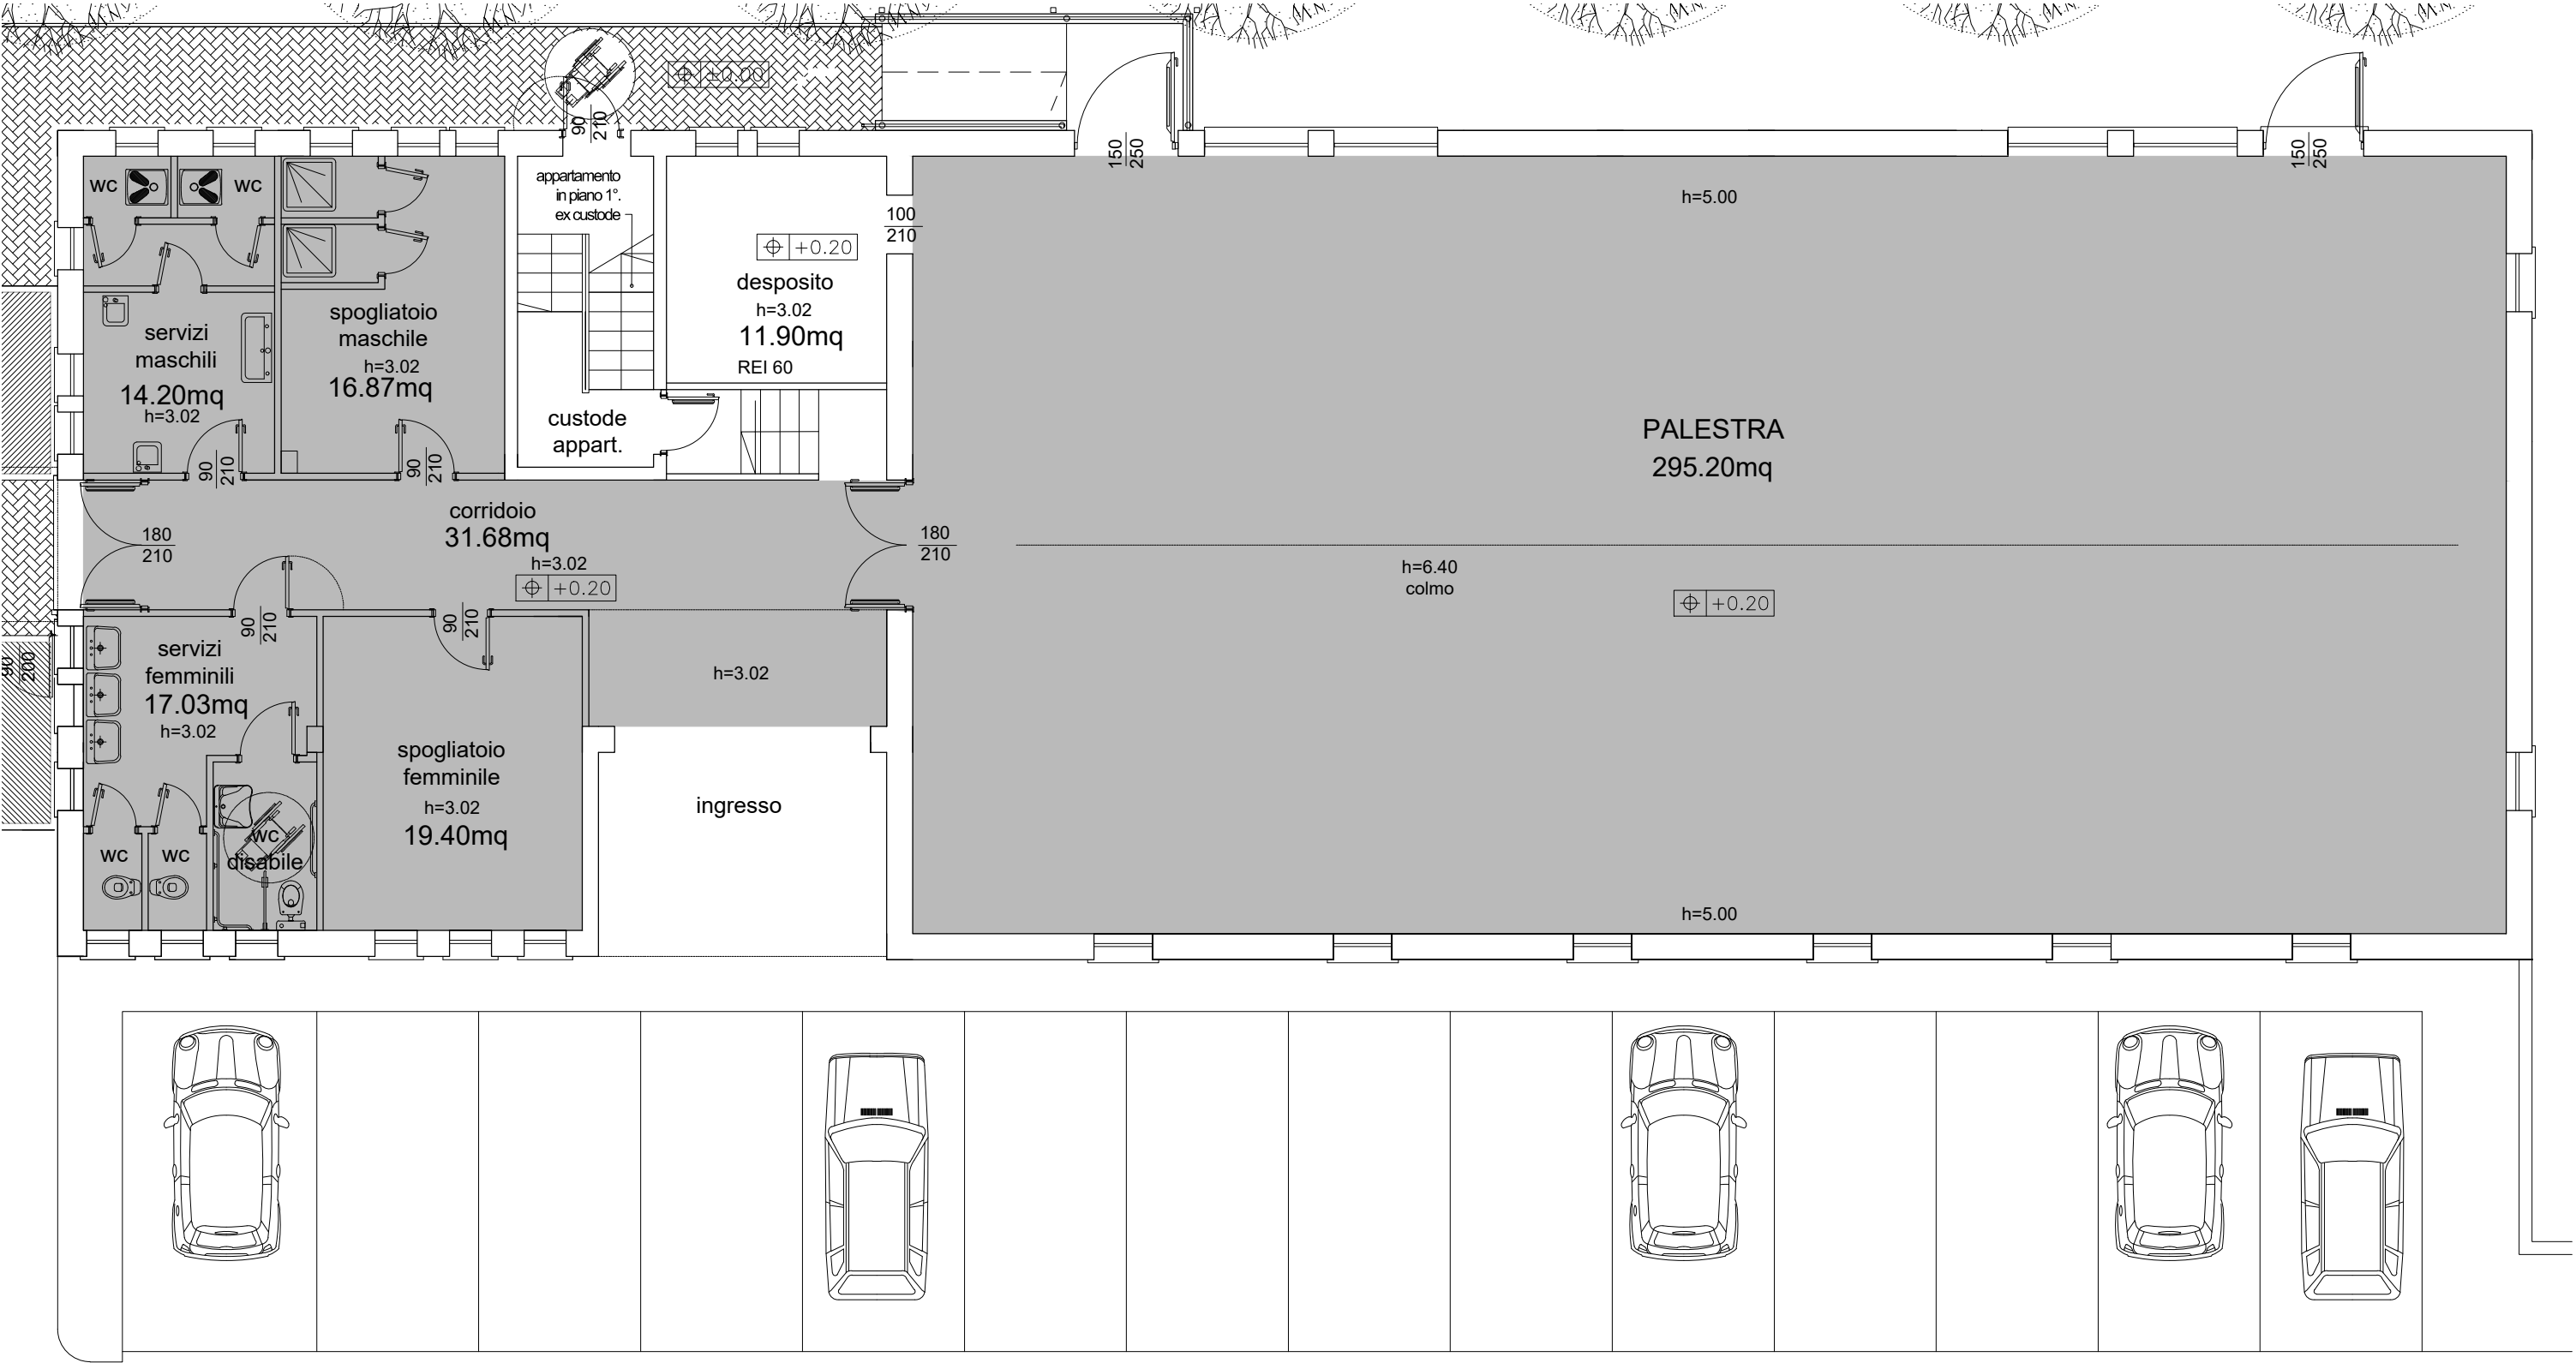 ±0.00
90
210
150
250
150
250
wc
wc
appartamento
in piano 1°.
ex custode
100
210
h=5.00
+0.20
desposito
h=3.02
11.90mq
REI 60
servizi
maschili
14.20mq
h=3.02
spogliatoio
maschile
h=3.02
16.87mq
custode
appart.
PALESTRA
295.20mq
90
210
90
210
corridoio
31.68mq
h=3.02
+0.20
180
210
180
210
h=6.40
colmo
+0.20
90
210
90
210
90
200
servizi
femminili
17.03mq
h=3.02
h=3.02
spogliatoio
femminile
h=3.02
19.40mq
ingresso
wc
wc
wc
disabile
h=5.00